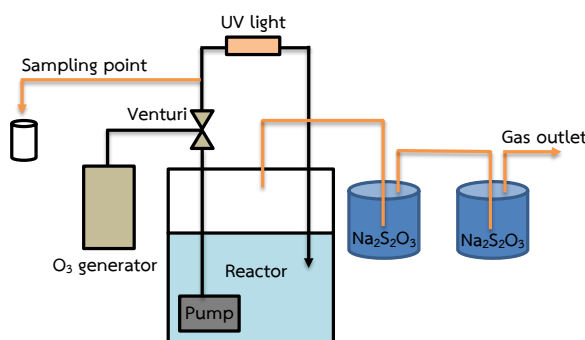 UV light
Sampling point
Venturi
Gas outlet
Na₂S₂O₃
Na₂S₂O₃
O₃ generator
Reactor
Pump